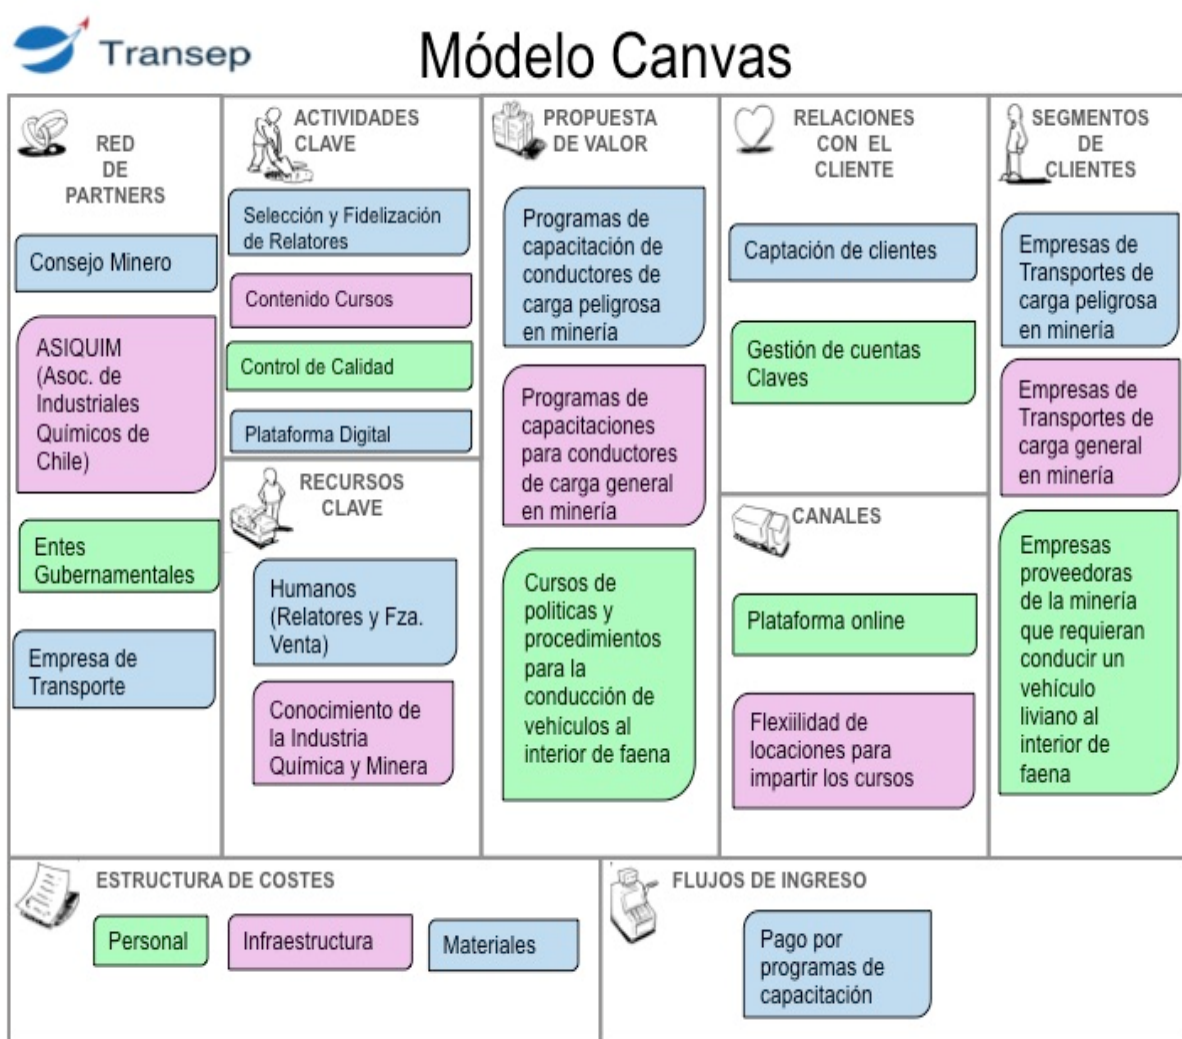 Transep
Módelo Canvas
RED
DE
PARTNERS
Consejo Minero
ASIQUIM
(Asoc. de
Industriales
Químicos de
Chile)
Entes
Gubernamentales
Empresa de
Transporte
ACTIVIDADES
CLAVE
Selección y Fidelización
de Relatores
Contenido Cursos
Control de Calidad
Plataforma Digital
RECURSOS
CLAVE
Humanos
(Relatores y Fza.
Venta)
Conocimiento de
la Industria
Química y Minera
PROPUESTA
DE VALOR
Programas de
capacitación de
conductores de
carga peligrosa
en minería
Programas de
capacitaciones
para conductores
de carga general
en minería
Cursos de
politicas y
procedimientos
para la
conducción de
vehículos al
interior de faena
RELACIONES
CON EL
CLIENTE
Captación de clientes
Gestión de cuentas
Claves
CANALES
Plataforma online
Flexiilidad de
locaciones para
impartir los cursos
SEGMENTOS
DE
CLIENTES
Empresas de
Transportes de
carga peligrosa
en minería
Empresas de
Transportes de
carga general
en minería
Empresas
proveedoras
de la minería
que requieran
conducir un
vehículo
liviano al
interior de
faena
ESTRUCTURA DE COSTES
Personal
Infraestructura
Materiales
FLUJOS DE INGRESO
Pago por
programas de
capacitación